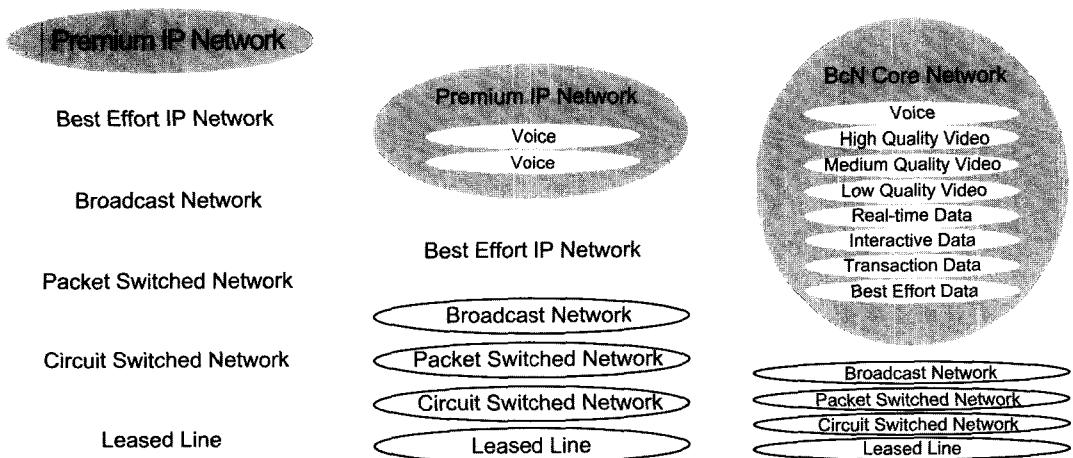 Premium IP Network
Best Effort IP Network
Broadcast Network
Packet Switched Network
Circuit Switched Network
Leased Line
Premium IP Network
Voice
Voice
Best Effort IP Network
Broadcast Network
Packet Switched Network
Circuit Switched Network
Leased Line
BcN Core Network
Voice
High Quality Video
Medium Quality Video
Low Quality Video
Real-time Data
Interactive Data
Transaction Data
Best Effort Data
Broadcast Network
Packet Switched Network
Circuit Switched Network
Leased Line